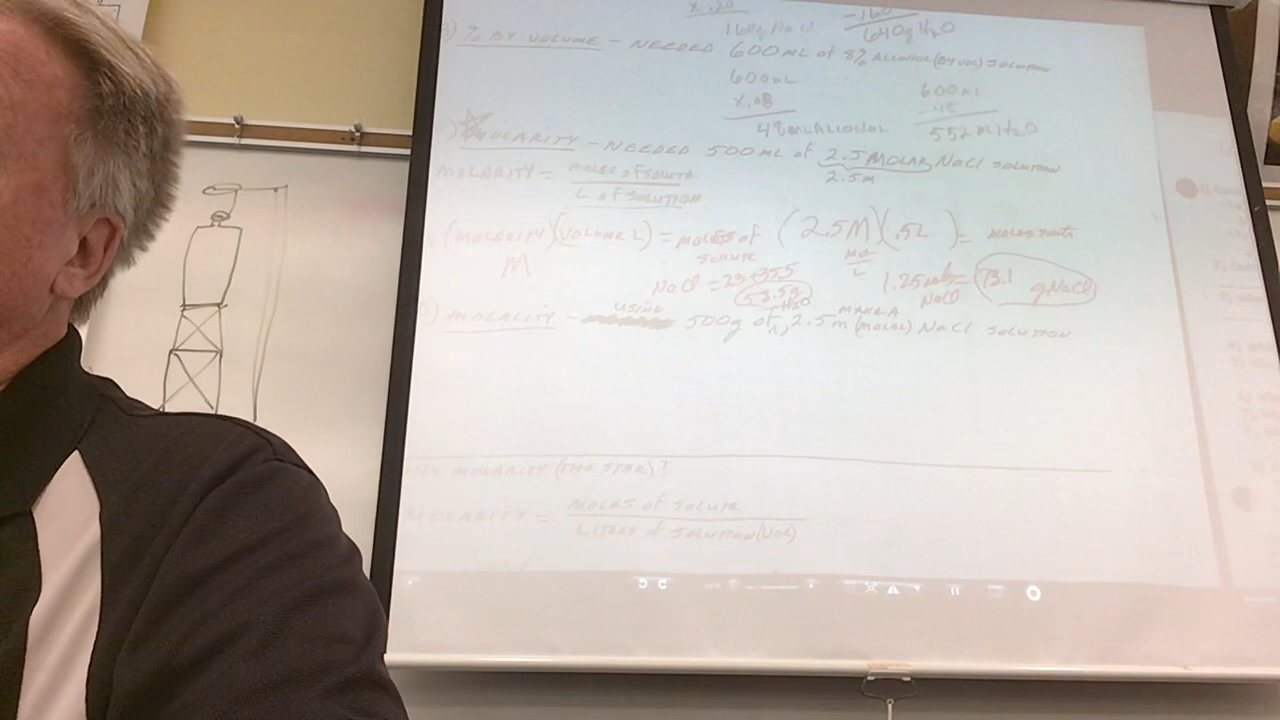 x .20
160g NaCl
-160
640g H2O
% BY VOLUME - NEEDED 600 mL of 8% ALCOHOL (BY VOL) SOLUTION
600mL
x .08
48mL ALCOHOL
600mL
-48
552 mL H2O
MOLARITY - NEEDED 500 mL of 2.5 MOLAR NaCl SOLUTION
2.5M
MOLARITY = MOLES OF SOLUTE
L OF SOLUTION
(MOLARITY)(VOLUME L) = MOLES of SOLUTE
M
(2.5M)(.5L) =
mol
L
NaCl = 23+35.5
58.5g
1.25 mols NaCl = 73.1 gNaCl
MOLALITY - USING 500g of H2O, MAKE A 2.5 m (MOLAL) NaCl SOLUTION
MOLARITY (THE STAR)?
MOLARITY = MOLES of SOLUTE
LITERS of SOLUTION (VOL)